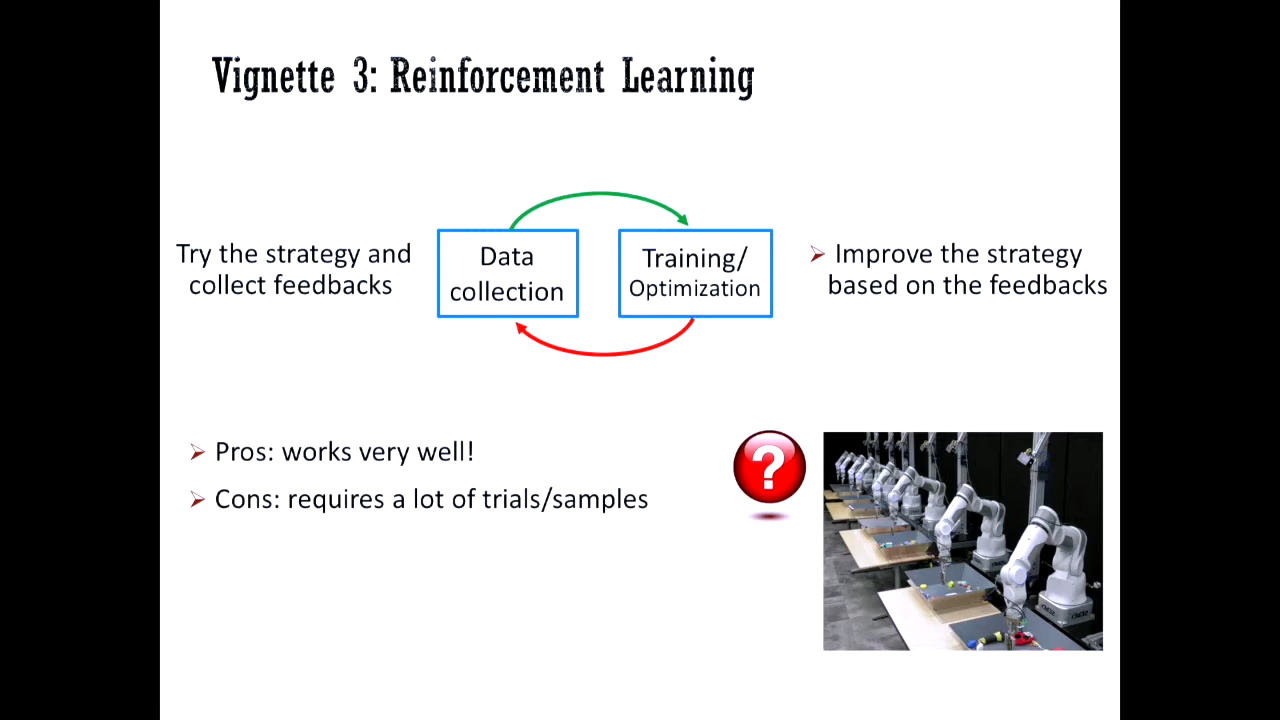 Vignette 3: Reinforcement Learning
Try the strategy and
collect feedbacks
Data
collection
Training/
Optimization
➢ Improve the strategy
based on the feedbacks
➢ Pros: works very well!
➢ Cons: requires a lot of trials/samples
?